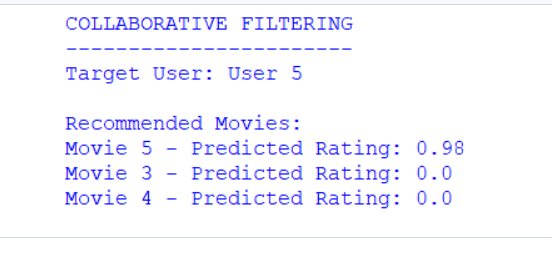 COLLABORATIVE FILTERING
-----------------------
Target User: User 5
Recommended Movies:
Movie 5 - Predicted Rating: 0.98
Movie 3 - Predicted Rating: 0.0
Movie 4 - Predicted Rating: 0.0